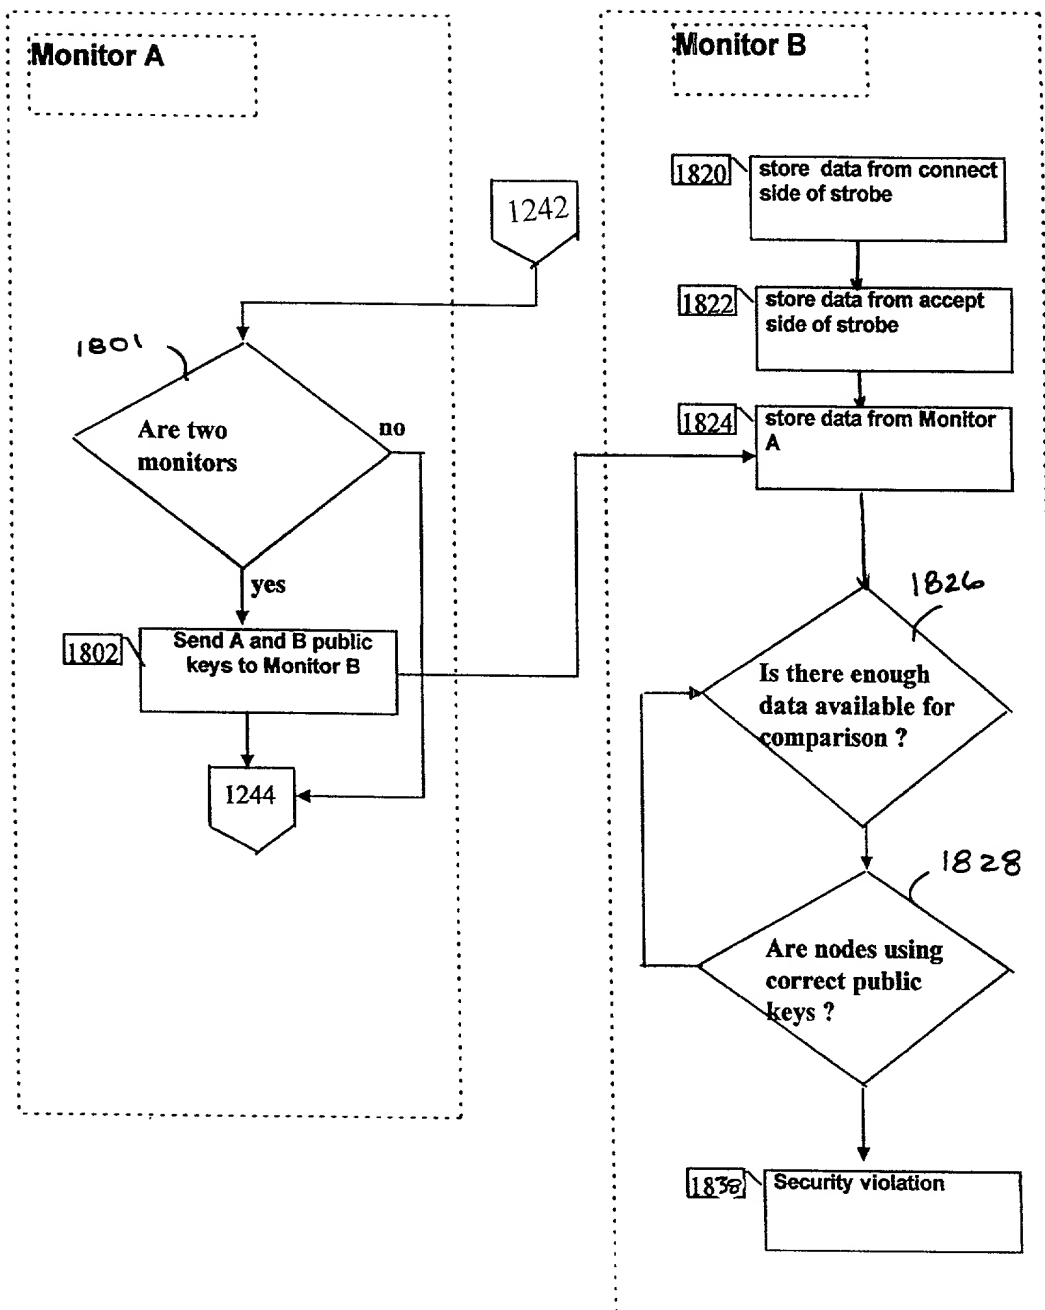 Monitor A
Monitor B
1242
1801
Are two
monitors
no
yes
1802
Send A and B public
keys to Monitor B
1244
1820
store data from connect
side of strobe
1822
store data from accept
side of strobe
1824
store data from Monitor
A
1826
Is there enough
data available for
comparison ?
1828
Are nodes using
correct public
keys ?
1838
Security violation